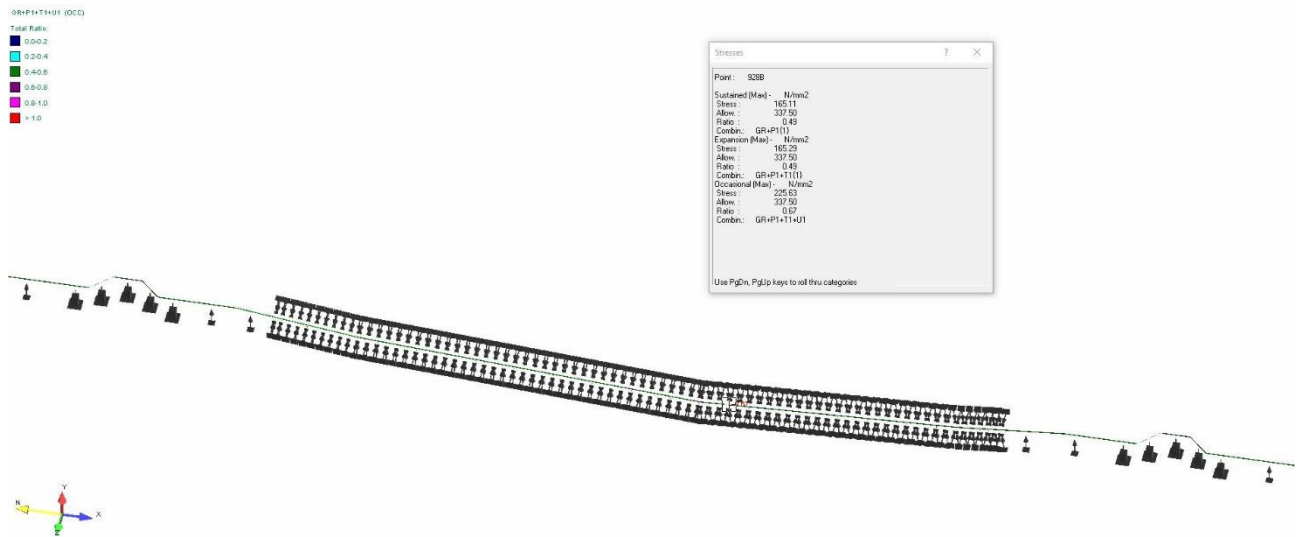 GR+P1+T1+U1 (OCC)
Total Ratio:
0.0-0.2
0.2-0.4
0.4-0.6
0.6-0.8
0.8-1.0
> 1.0
Stresses ? ×
Point : 928B
Sustained (Max) - N/mm2
Stress : 165.11
Allow. : 337.50
Ratio : 0.49
Combin.: GR+P1{1}
Expansion (Max) - N/mm2
Stress : 165.29
Allow. : 337.50
Ratio : 0.49
Combin.: GR+P1+T1{1}
Occasional (Max) - N/mm2
Stress : 225.63
Allow. : 337.50
Ratio : 0.67
Combin.: GR+P1+T1+U1
Use PgDn, PgUp keys to roll thru categories
Y
N
X
Z